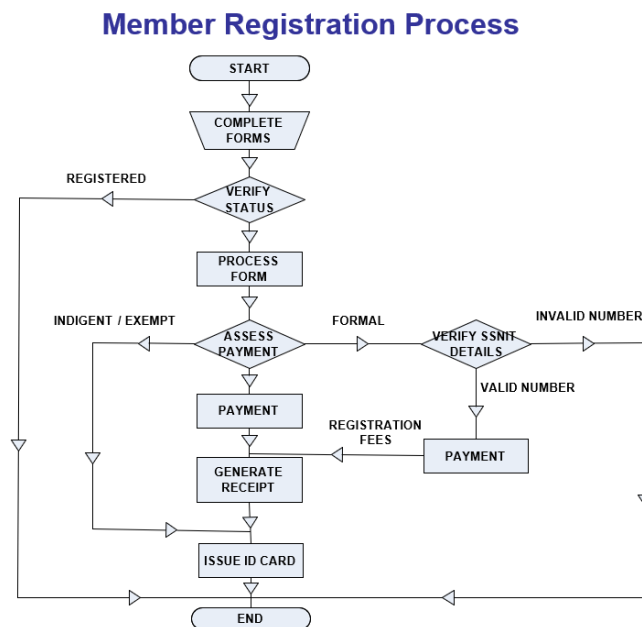 Member Registration Process
START
COMPLETE
FORMS
REGISTERED
VERIFY
STATUS
PROCESS
FORM
INDIGENT / EXEMPT
ASSESS
PAYMENT
FORMAL
VERIFY SSNIT
DETAILS
INVALID NUMBER
VALID NUMBER
PAYMENT
REGISTRATION
FEES
PAYMENT
GENERATE
RECEIPT
ISSUE ID CARD
END